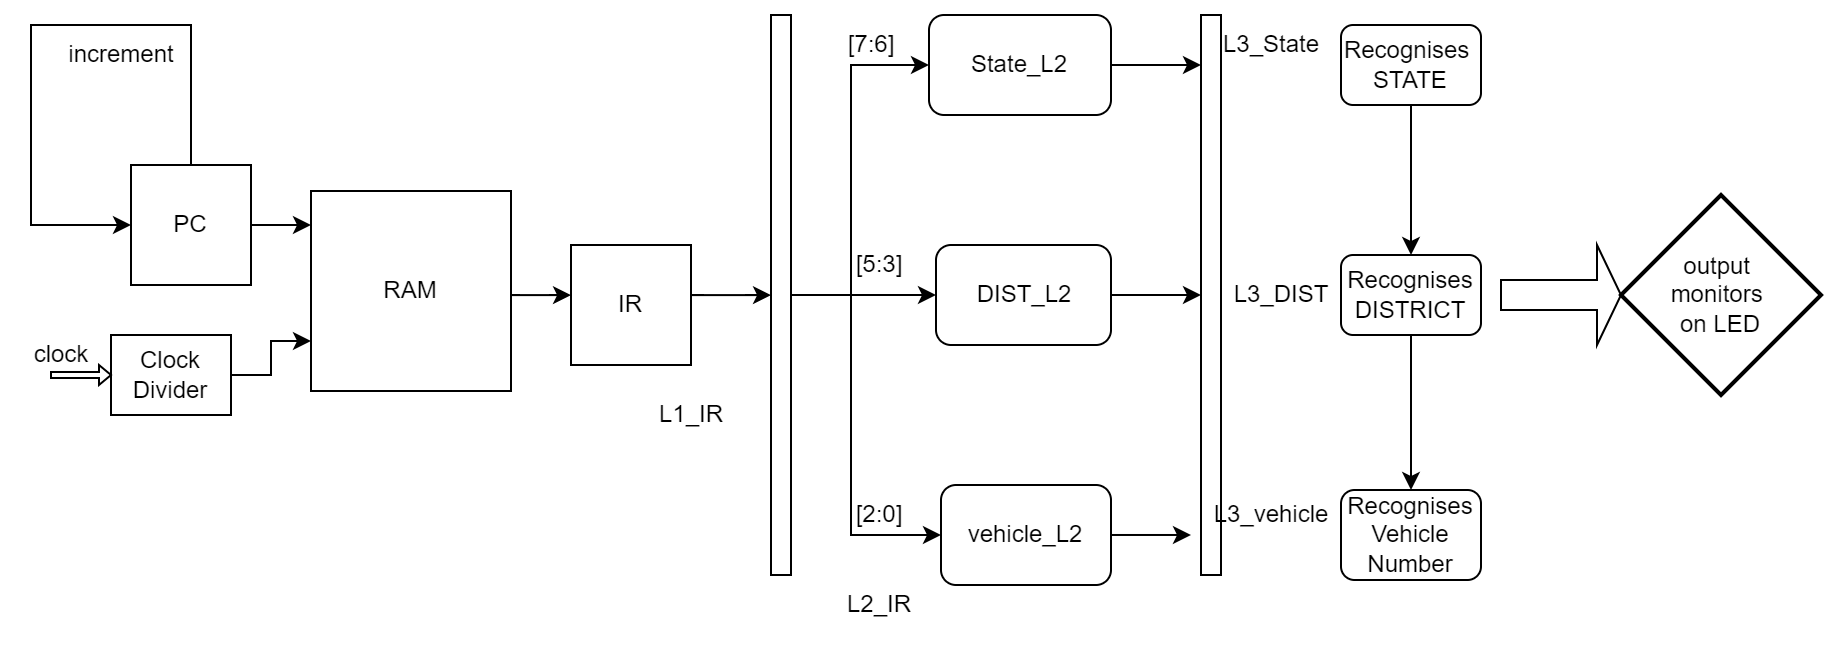 increment
PC
clock
Clock
Divider
RAM
IR
L1_IR
[7:6]
State_L2
[5:3]
DIST_L2
[2:0]
vehicle_L2
L2_IR
L3_State
L3_DIST
L3_vehicle
Recognises
STATE
Recognises
DISTRICT
Recognises
Vehicle
Number
output
monitors
on LED